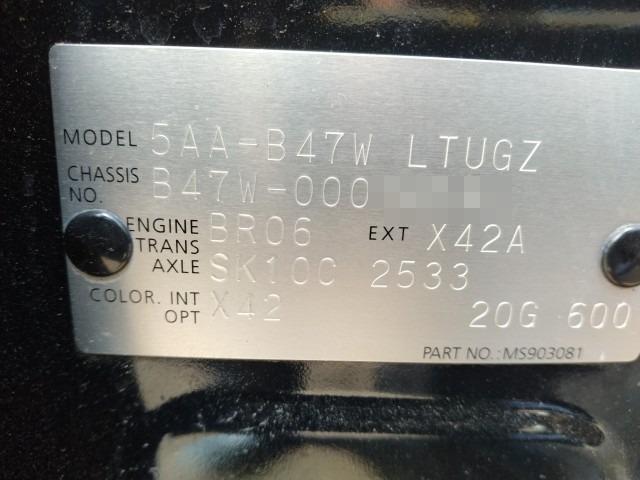 MODEL 5AA-B47W LTUGZ
CHASSIS NO. B47W-000
ENGINE BR06 EXT X42A
TRANS AXLE SK10C 2533
COLOR. INT X42
OPT 20G 600
PART NO.:MS903081